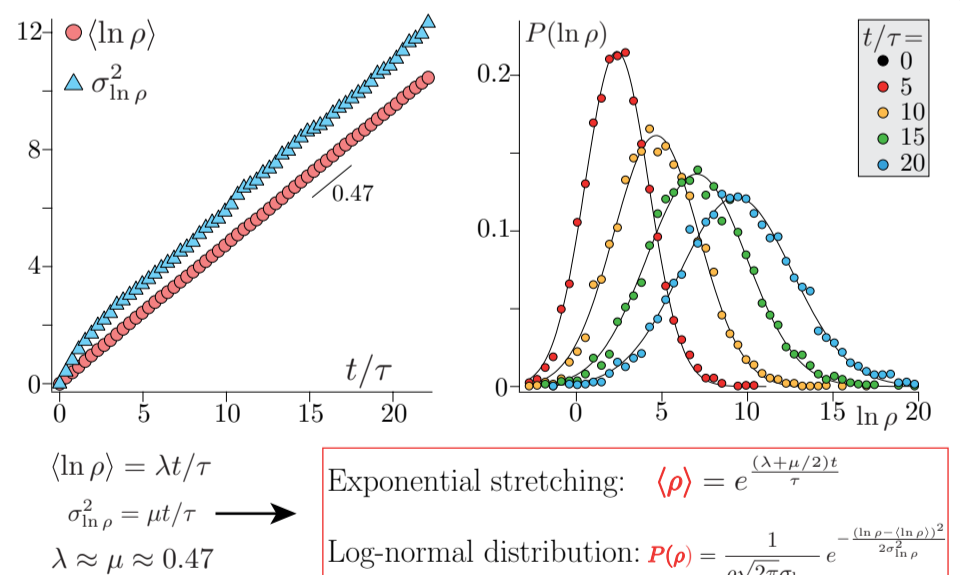 12
8
4
0
⟨ln ρ⟩
σ²ₗₙ ᵨ
0.47
t/τ
0 5 10 15 20
P(ln ρ)
0.2
0.1
0
t/τ =
0
5
10
15
20
0 5 10 15 ln ρ 20
⟨ln ρ⟩ = λt/τ
σ²ₗₙ ᵨ = μt/τ
λ ≈ μ ≈ 0.47
Exponential stretching: ⟨ρ⟩ = e^{(λ+μ/2)t / τ}
Log-normal distribution: P(ρ) = 1 / ρ√2πσ e^{−(ln ρ−⟨ln ρ⟩)² / 2σ²ₗₙ ᵨ}